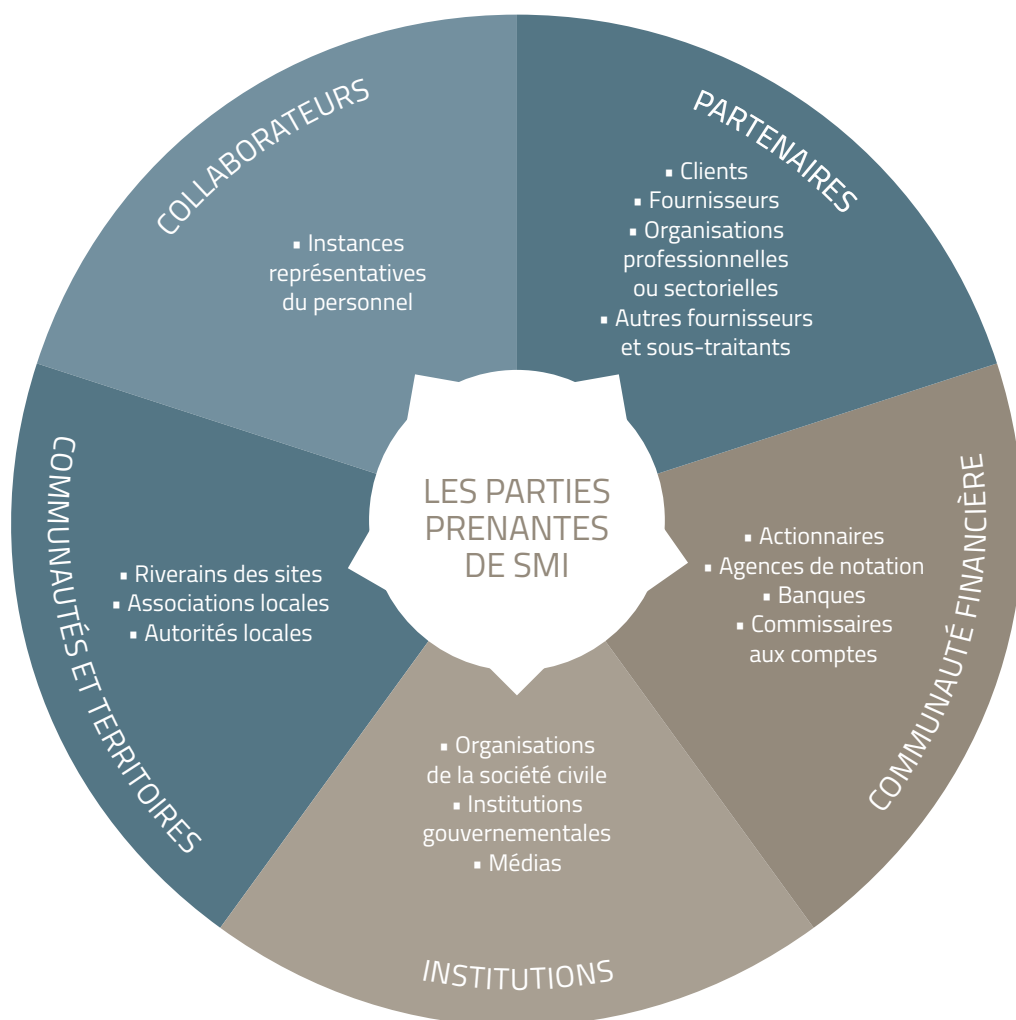 LES PARTIES
PRENANTES
DE SMI
PARTENAIRES
▪ Clients
▪ Fournisseurs
▪ Organisations
professionnelles
ou sectorielles
▪ Autres fournisseurs
et sous-traitants
COMMUNAUTÉ FINANCIÈRE
▪ Actionnaires
▪ Agences de notation
▪ Banques
▪ Commissaires
aux comptes
INSTITUTIONS
▪ Organisations
de la société civile
▪ Institutions
gouvernementales
▪ Médias
COMMUNAUTÉS ET TERRITOIRES
▪ Riverains des sites
▪ Associations locales
▪ Autorités locales
COLLABORATEURS
▪ Instances
représentatives
du personnel